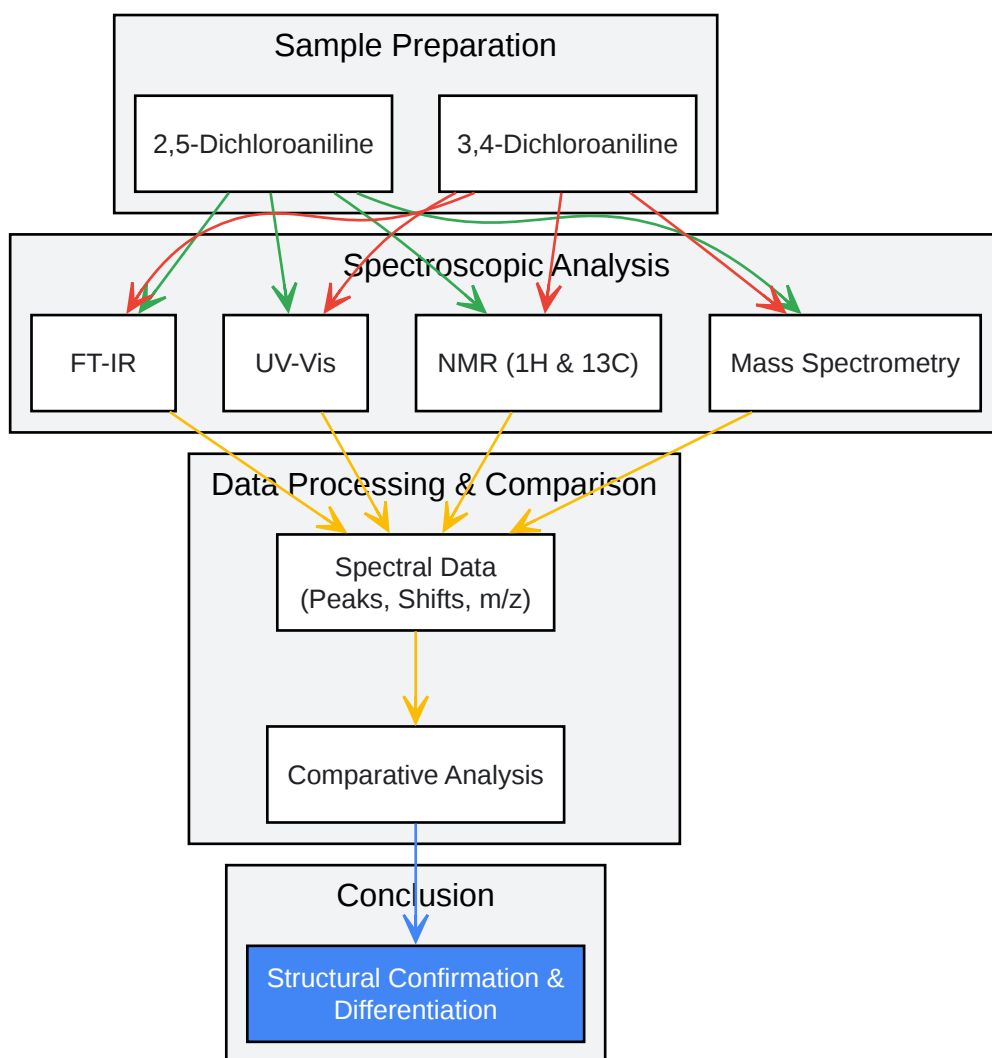 Sample Preparation
2,5-Dichloroaniline
3,4-Dichloroaniline
Spectroscopic Analysis
FT-IR
UV-Vis
NMR (1H & 13C)
Mass Spectrometry
Data Processing & Comparison
Spectral Data
(Peaks, Shifts, m/z)
Comparative Analysis
Conclusion
Structural Confirmation &
Differentiation